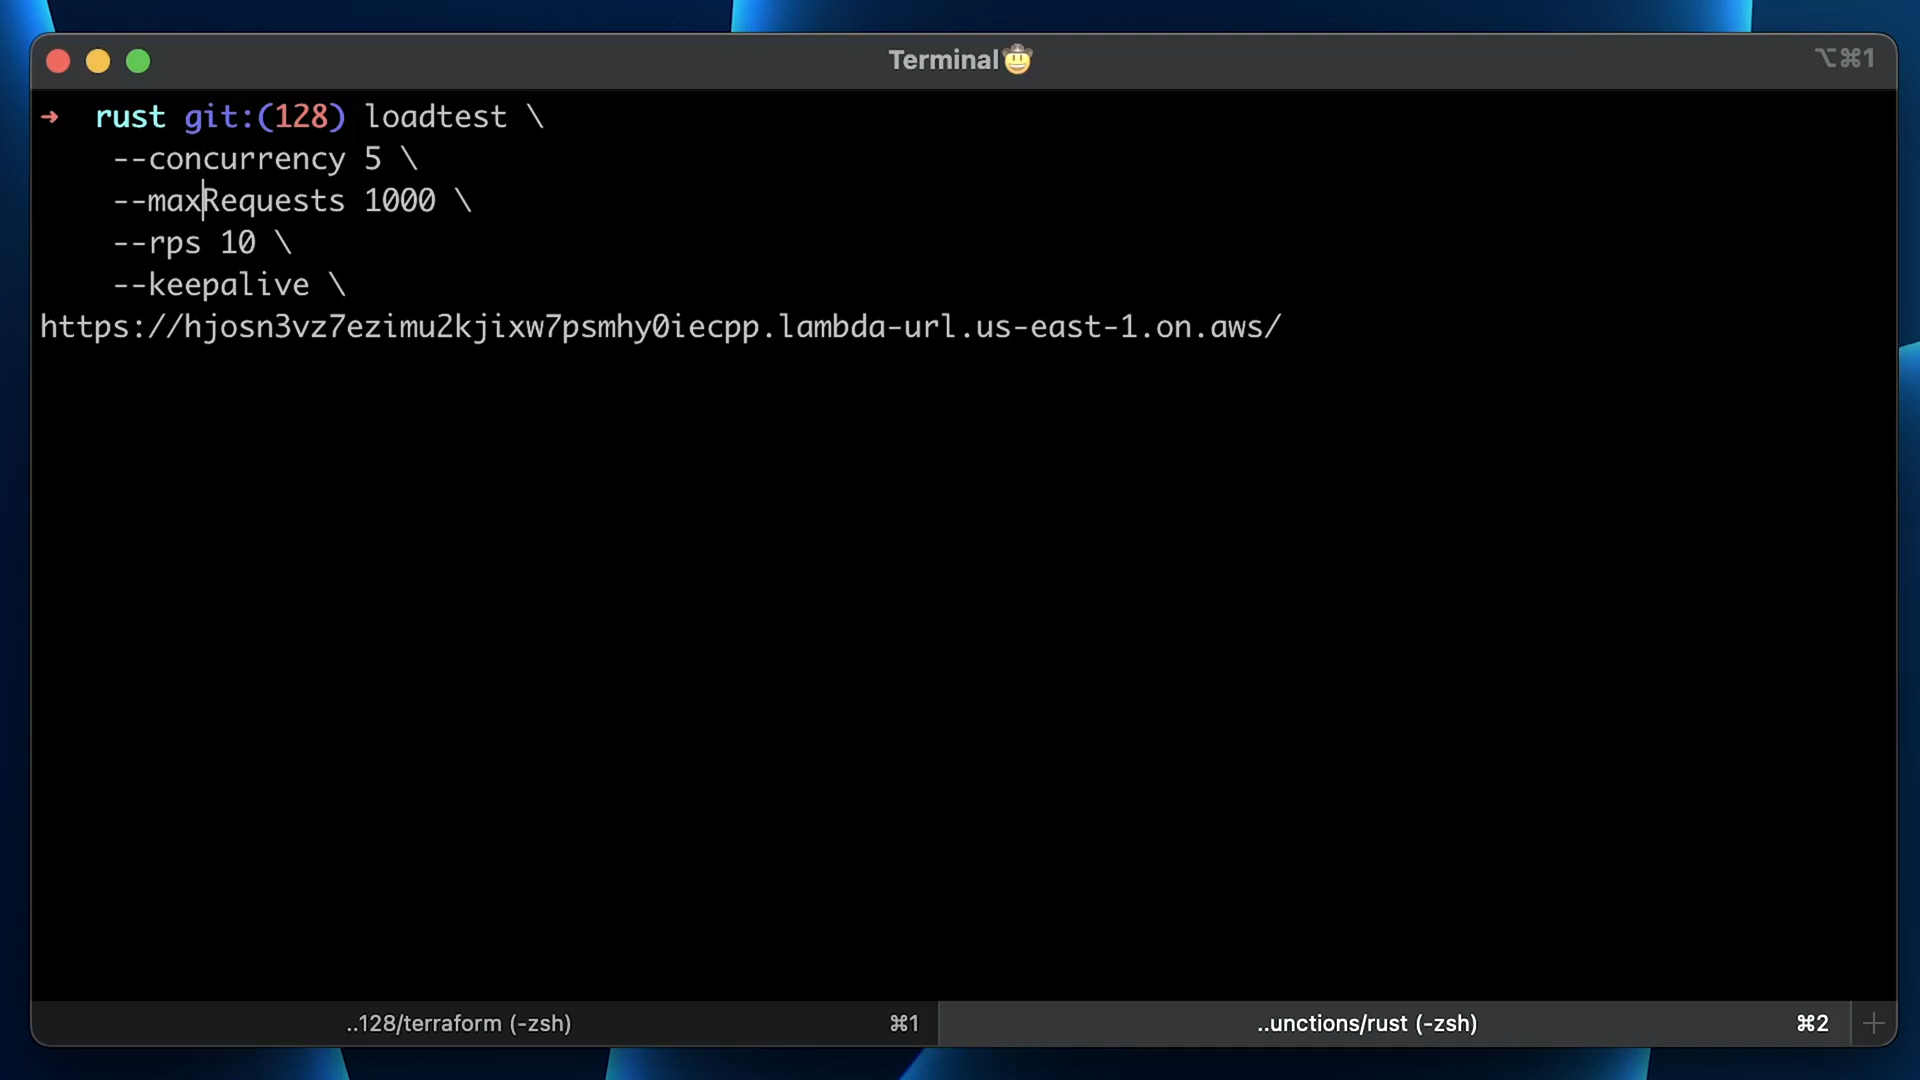 Terminal🤠
⌥⌘1
➜ rust git:(128) loadtest \
--concurrency 5 \
--maxRequests 1000 \
--rps 10 \
--keepalive \
https://hjosn3vz7ezimu2kjixw7psmhy0iecpp.lambda-url.us-east-1.on.aws/
..128/terraform (-zsh) ⌘1
..unctions/rust (-zsh) ⌘2